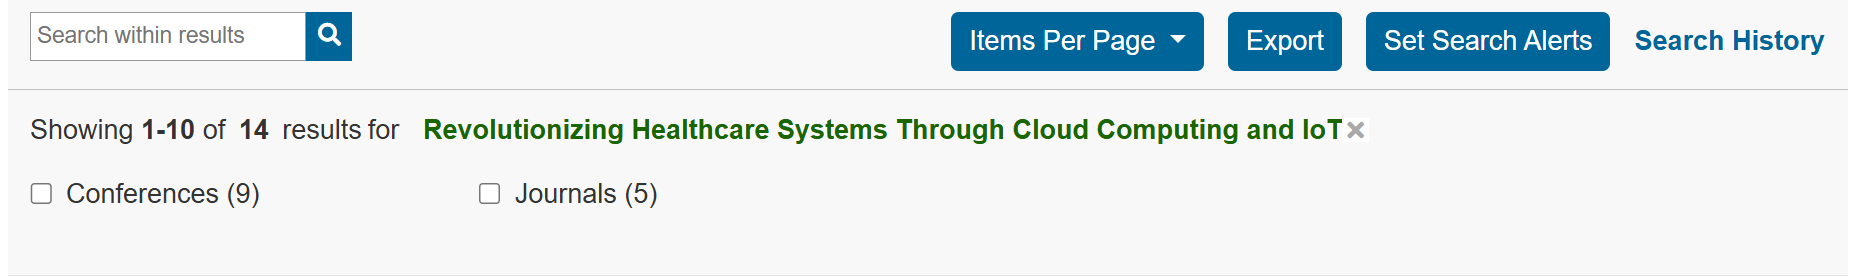 Search within results
Items Per Page
Export
Set Search Alerts
Search History
Showing 1-10 of 14 results for Revolutionizing Healthcare Systems Through Cloud Computing and IoT
Conferences (9)
Journals (5)